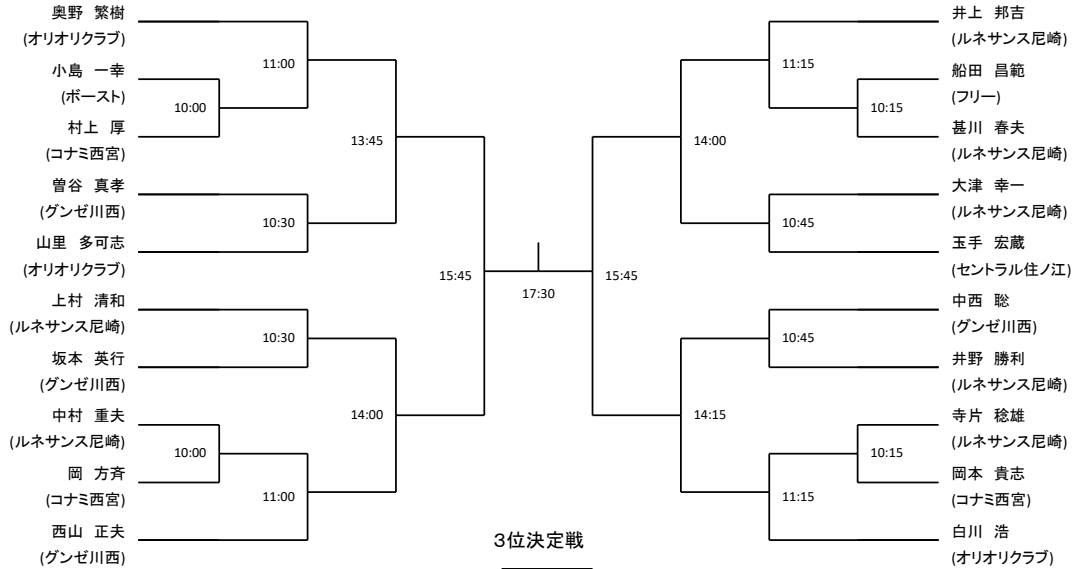 奥野 繁樹
(オリオリクラブ)
11:00
小島 一幸
(ボースト)
10:00
村上 厚
(コナミ西宮)
13:45
曽谷 真孝
(グンゼ川西)
10:30
山里 多可志
(オリオリクラブ)
15:45
上村 清和
(ルネサンス尼崎)
10:30
坂本 英行
(グンゼ川西)
14:00
中村 重夫
(ルネサンス尼崎)
10:00
岡 方斉
(コナミ西宮)
11:00
西山 正夫
(グンゼ川西)
17:30
井上 邦吉
(ルネサンス尼崎)
11:15
船田 昌範
(フリー)
10:15
甚川 春夫
(ルネサンス尼崎)
14:00
大津 幸一
(ルネサンス尼崎)
10:45
玉手 宏蔵
(セントラル住ノ江)
15:45
中西 聡
(グンゼ川西)
10:45
井野 勝利
(ルネサンス尼崎)
14:15
寺片 稔雄
(ルネサンス尼崎)
10:15
岡本 貴志
(コナミ西宮)
11:15
白川 浩
(オリオリクラブ)
3位決定戦